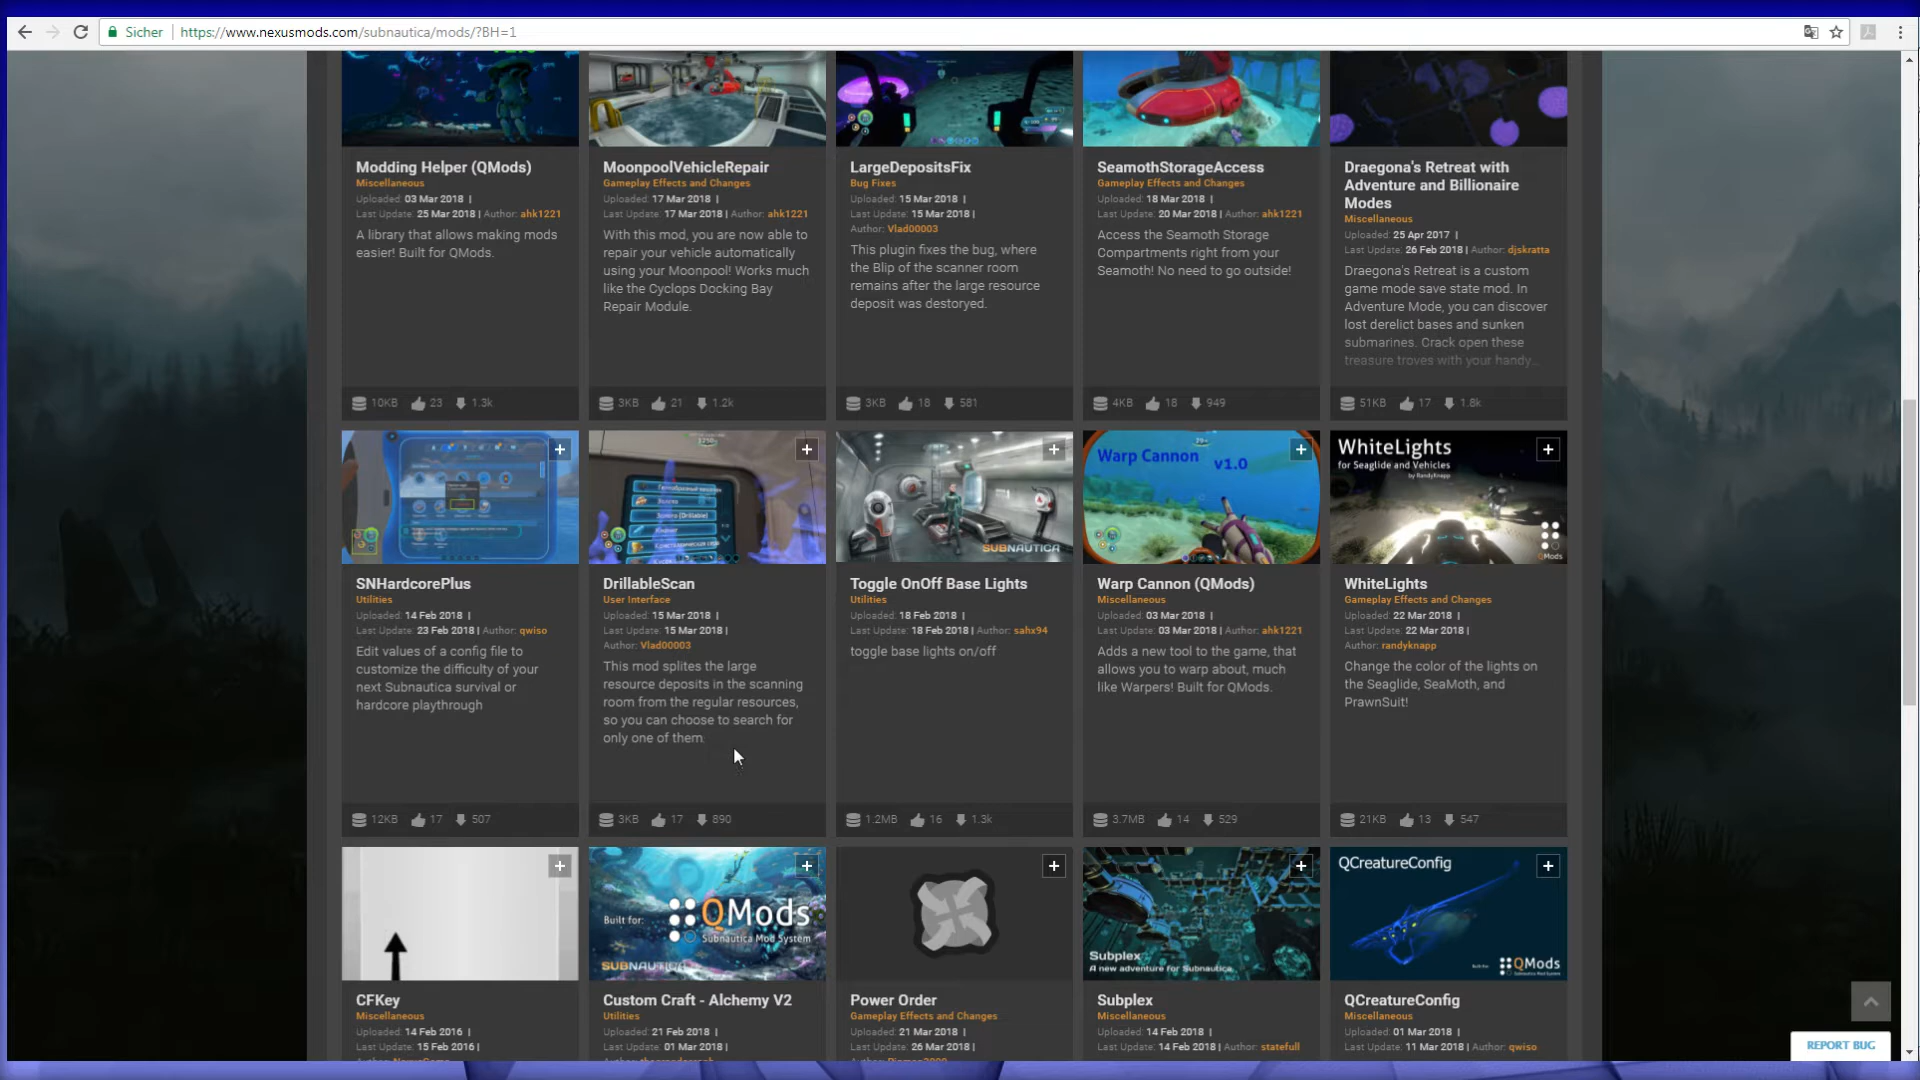 Sicher https://www.nexusmods.com/subnautica/mods/?BH=1
Modding Helper (QMods)
Miscellaneous
Uploaded: 03 Mar 2018 |
Last Update: 25 Mar 2018 | Author: ahk1221
A library that allows making mods
easier! Built for QMods.
10KB 23 1.3k
MoonpoolVehicleRepair
Gameplay Effects and Changes
Uploaded: 17 Mar 2018 |
Last Update: 17 Mar 2018 | Author: ahk1221
With this mod, you are now able to
repair your vehicle automatically
using your Moonpool! Works much
like the Cyclops Docking Bay
Repair Module.
3KB 21 1.2k
LargeDepositsFix
Bug Fixes
Uploaded: 15 Mar 2018 |
Last Update: 15 Mar 2018 |
Author: Vlad00003
This plugin fixes the bug, where
the Blip of the scanner room
remains after the large resource
deposit was destoryed.
3KB 18 581
SeamothStorageAccess
Gameplay Effects and Changes
Uploaded: 18 Mar 2018 |
Last Update: 20 Mar 2018 | Author: ahk1221
Access the Seamoth Storage
Compartments right from your
Seamoth! No need to go outside!
4KB 18 949
Draegona's Retreat with
Adventure and Billionaire
Modes
Miscellaneous
Uploaded: 25 Apr 2017 |
Last Update: 26 Feb 2018 | Author: djskratta
Draegona's Retreat is a custom
game mode save state mod. In
Adventure Mode, you can discover
lost derelict bases and sunken
submarines. Crack open these
treasure troves with your handy...
51KB 17 1.8k
SNHardcorePlus
Utilities
Uploaded: 14 Feb 2018 |
Last Update: 23 Feb 2018 | Author: qwiso
Edit values of a config file to
customize the difficulty of your
next Subnautica survival or
hardcore playthrough
12KB 17 507
DrillableScan
User Interface
Uploaded: 15 Mar 2018 |
Last Update: 15 Mar 2018 |
Author: Vlad00003
This mod splites the large
resource deposits in the scanning
room from the regular resources,
so you can choose to search for
only one of them.
3KB 17 890
SUBNAUTICA
Toggle OnOff Base Lights
Utilities
Uploaded: 18 Feb 2018 |
Last Update: 18 Feb 2018 | Author: sahx94
toggle base lights on/off
1.2MB 16 1.3k
Warp Cannon v1.0
Warp Cannon (QMods)
Miscellaneous
Uploaded: 03 Mar 2018 |
Last Update: 03 Mar 2018 | Author: ahk1221
Adds a new tool to the game, that
allows you to warp about, much
like Warpers! Built for QMods.
3.7MB 14 529
WhiteLights
for Seaglide and Vehicles
by RandyKnapp
QMods
WhiteLights
Gameplay Effects and Changes
Uploaded: 22 Mar 2018 |
Last Update: 22 Mar 2018 |
Author: randyknapp
Change the color of the lights on
the Seaglide, SeaMoth, and
PrawnSuit!
21KB 13 547
CFKey
Miscellaneous
Uploaded: 14 Feb 2016 |
Last Update: 15 Feb 2016 |
Built for: QMods
Subnautica Mod System
SUBNAUTICA
Custom Craft - Alchemy V2
Utilities
Uploaded: 21 Feb 2018 |
Last Update: 01 Mar 2018 |
Power Order
Gameplay Effects and Changes
Uploaded: 21 Mar 2018 |
Last Update: 26 Mar 2018 |
Subplex
A new adventure for Subnautica
Subplex
Miscellaneous
Uploaded: 14 Feb 2018 |
Last Update: 14 Feb 2018 | Author: statefull
QCreatureConfig
QMods
QCreatureConfig
Miscellaneous
Uploaded: 01 Mar 2018 |
Last Update: 11 Mar 2018 | Author: qwiso
REPORT BUG